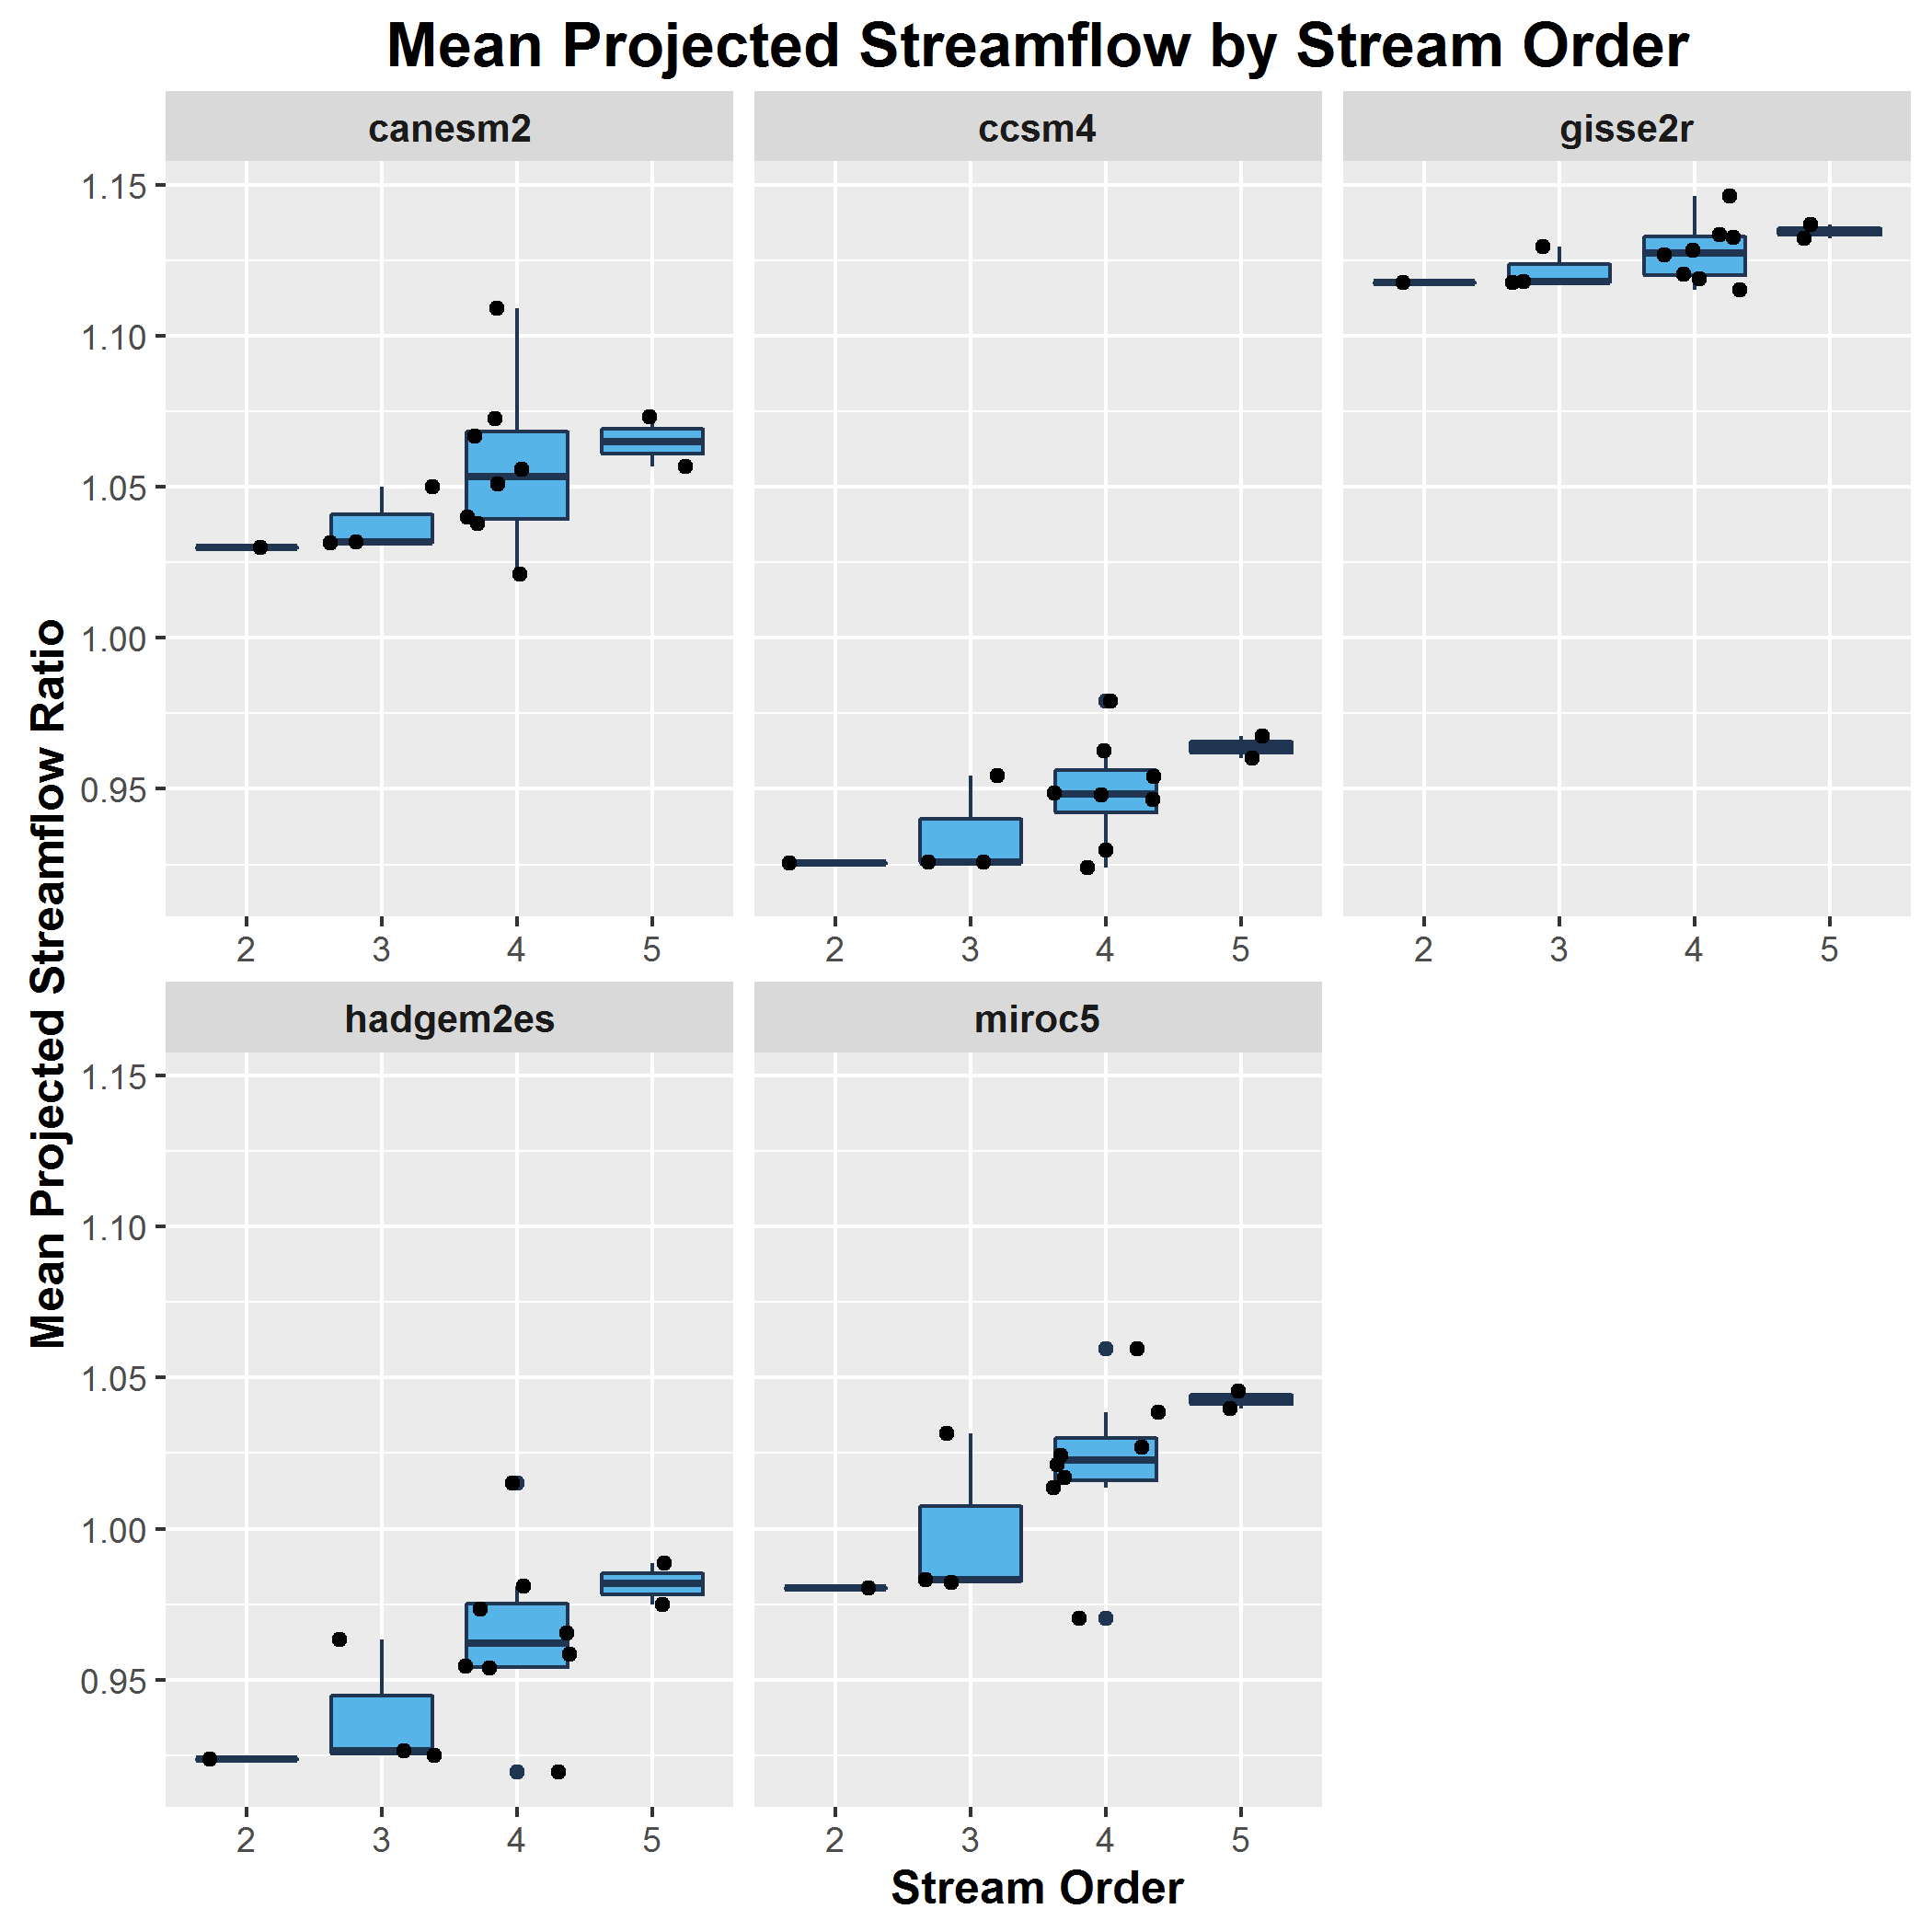 Mean Projected Streamflow by Stream Order
canesm2
ccsm4
gisse2r
1.15
1.10
1.05
1.00
0.95
2 3 4 5
2 3 4 5
2 3 4 5
Mean Projected Streamflow Ratio
hadgem2es
miroc5
1.15
1.10
1.05
1.00
0.95
2 3 4 5
2 3 4 5
Stream Order